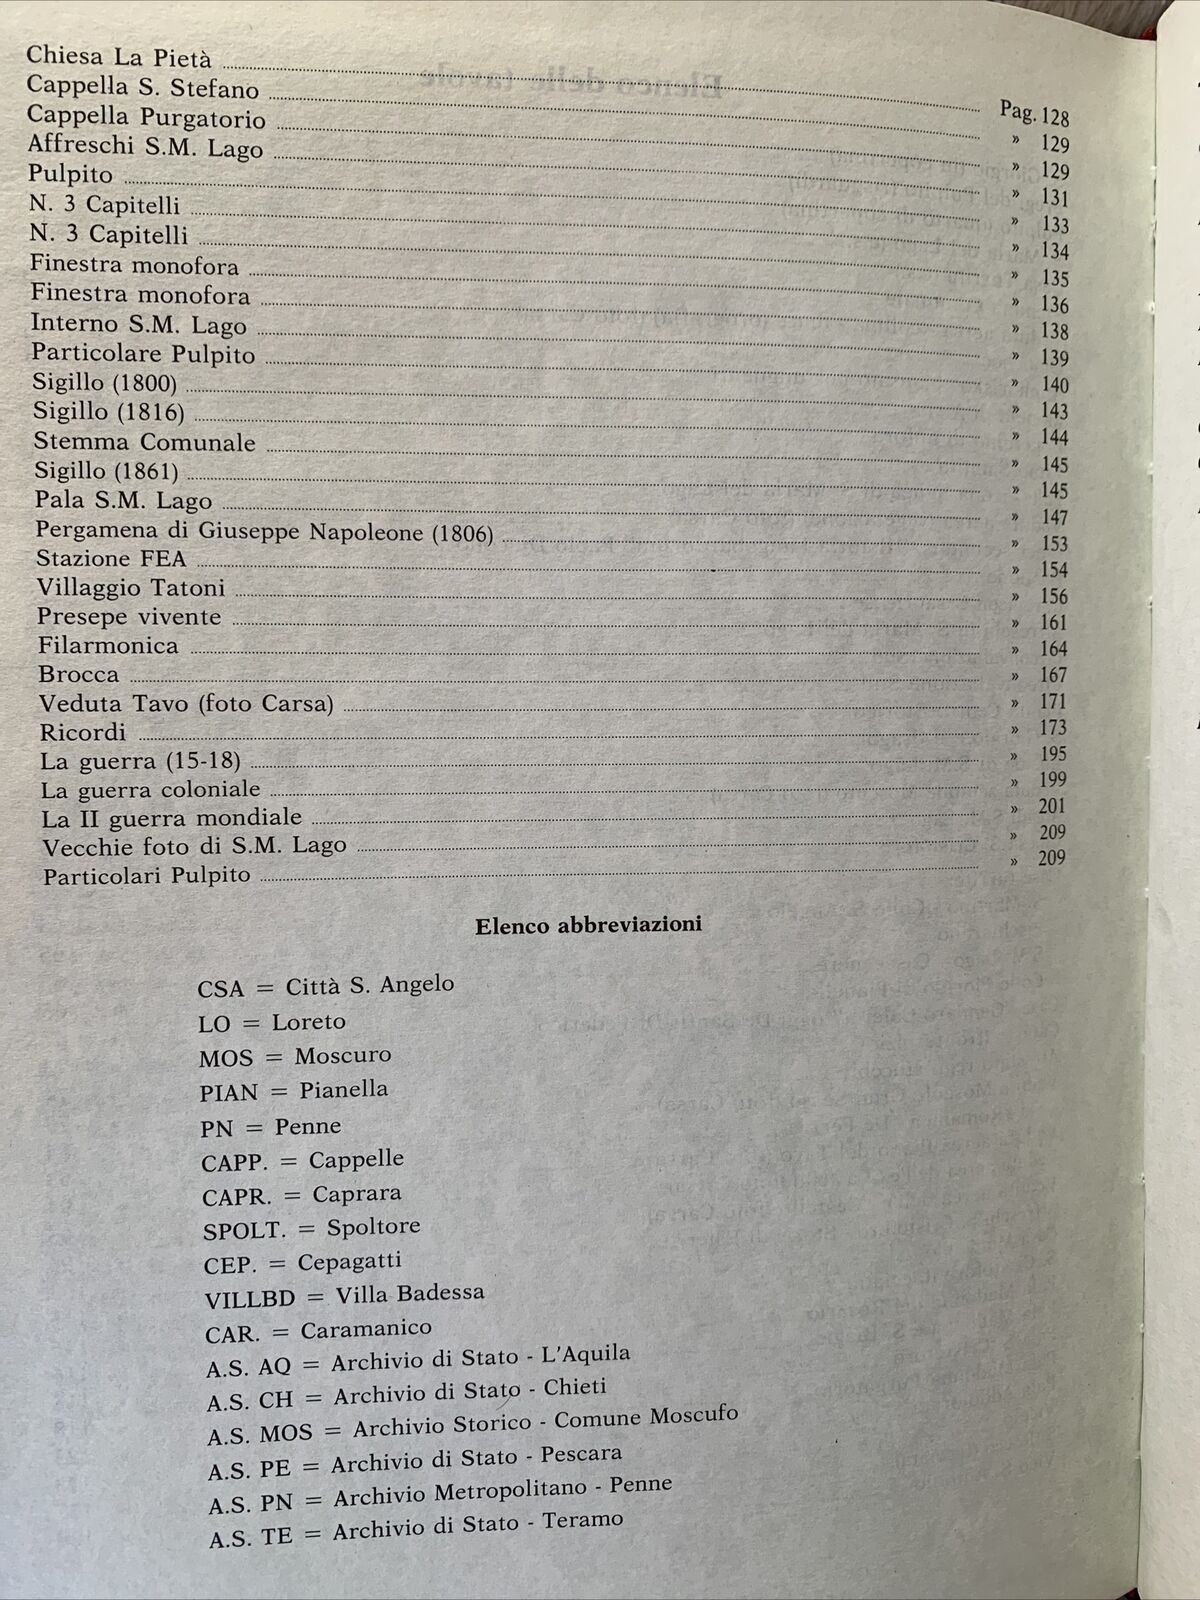 Chiesa La Pietà ........ Pag. 128
Cappella S. Stefano ........ » 129
Cappella Purgatorio ........ » 129
Affreschi S.M. Lago ........ » 131
Pulpito ........ » 133
N. 3 Capitelli ........ » 134
N. 3 Capitelli ........ » 135
Finestra monofora ........ » 136
Finestra monofora ........ » 138
Interno S.M. Lago ........ » 139
Particolare Pulpito ........ » 140
Sigillo (1800) ........ » 143
Sigillo (1816) ........ » 144
Stemma Comunale ........ » 145
Sigillo (1861) ........ » 145
Pala S.M. Lago ........ » 147
Pergamena di Giuseppe Napoleone (1806) ........ » 153
Stazione FEA ........ » 154
Villaggio Tatoni ........ » 156
Presepe vivente ........ » 161
Filarmonica ........ » 164
Brocca ........ » 167
Veduta Tavo (foto Carsa) ........ » 171
Ricordi ........ » 173
La guerra (15-18) ........ » 195
La guerra coloniale ........ » 199
La II guerra mondiale ........ » 201
Vecchie foto di S.M. Lago ........ » 209
Particolari Pulpito ........ » 209
Elenco abbreviazioni
CSA = Città S. Angelo
LO = Loreto
MOS = Moscuro
PIAN = Pianella
PN = Penne
CAPP. = Cappelle
CAPR. = Caprara
SPOLT. = Spoltore
CEP. = Cepagatti
VILLBD = Villa Badessa
CAR. = Caramanico
A.S. AQ = Archivio di Stato - L'Aquila
A.S. CH = Archivio di Stato - Chieti
A.S. MOS = Archivio Storico - Comune Moscufo
A.S. PE = Archivio di Stato - Pescara
A.S. PN = Archivio Metropolitano - Penne
A.S. TE = Archivio di Stato - Teramo